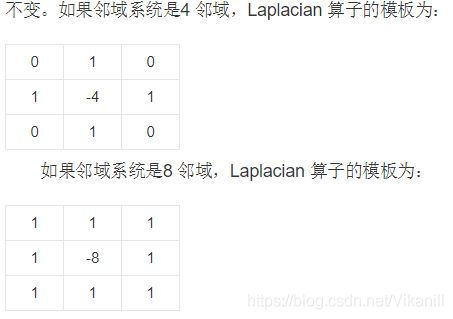 不变。如果邻域系统是4 邻域，Laplacian 算子的模板为：
0 1 0
1 -4 1
0 1 0
如果邻域系统是8 邻域，Laplacian 算子的模板为：
1 1 1
1 -8 1
1 1 1
https://blog.csdn.net/Vikanill